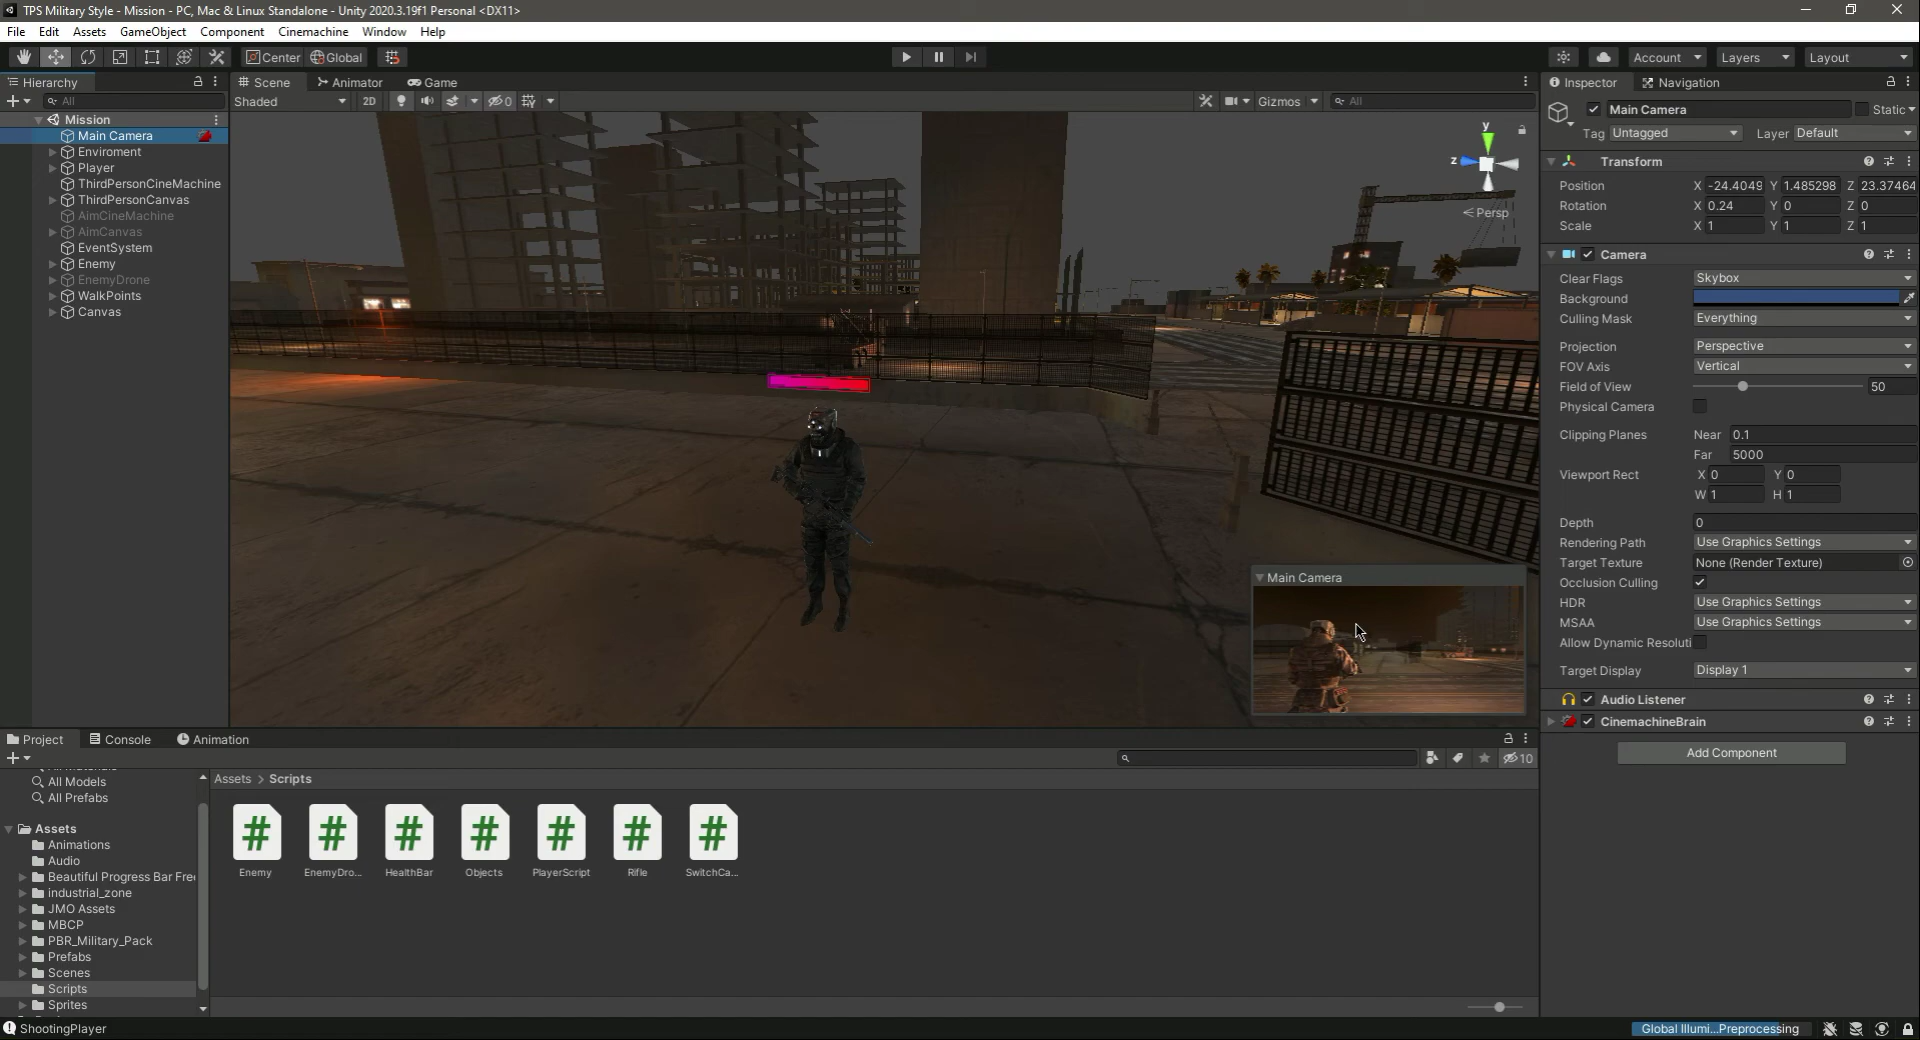 TPS Military Style - Mission - PC, Mac & Linux Standalone - Unity 2020.3.19f1 Personal <DX11>
File Edit Assets GameObject Component Cinemachine Window Help
Center Global Account Layers Layout
Hierarchy
All
Mission
Main Camera
Enviroment
Player
ThirdPersonCineMachine
ThirdPersonCanvas
AimCineMachine
AimCanvas
EventSystem
Enemy
EnemyDrone
WalkPoints
Canvas
Scene Animator Game
Shaded 2D 0 Gizmos All
y
z
Persp
Main Camera
Inspector Navigation
Main Camera Static
Tag Untagged Layer Default
Transform
Position X -24.4049 Y 1.485298 Z 23.37464
Rotation X 0.24 Y 0 Z 0
Scale X 1 Y 1 Z 1
Camera
Clear Flags Skybox
Background
Culling Mask Everything
Projection Perspective
FOV Axis Vertical
Field of View 50
Physical Camera
Clipping Planes Near 0.1
Far 5000
Viewport Rect X 0 Y 0
W 1 H 1
Depth 0
Rendering Path Use Graphics Settings
Target Texture None (Render Texture)
Occlusion Culling
HDR Use Graphics Settings
MSAA Use Graphics Settings
Allow Dynamic Resoluti
Target Display Display 1
Audio Listener
CinemachineBrain
Add Component
Project Console Animation
10
All Models
All Prefabs
Assets
Animations
Audio
Beautiful Progress Bar Free
industrial_zone
JMO Assets
MBCP
PBR_Military_Pack
Prefabs
Scenes
Scripts
Sprites
Assets > Scripts
Enemy EnemyDro... HealthBar Objects PlayerScript Rifle SwitchCa...
ShootingPlayer
Global Illumi...Preprocessing